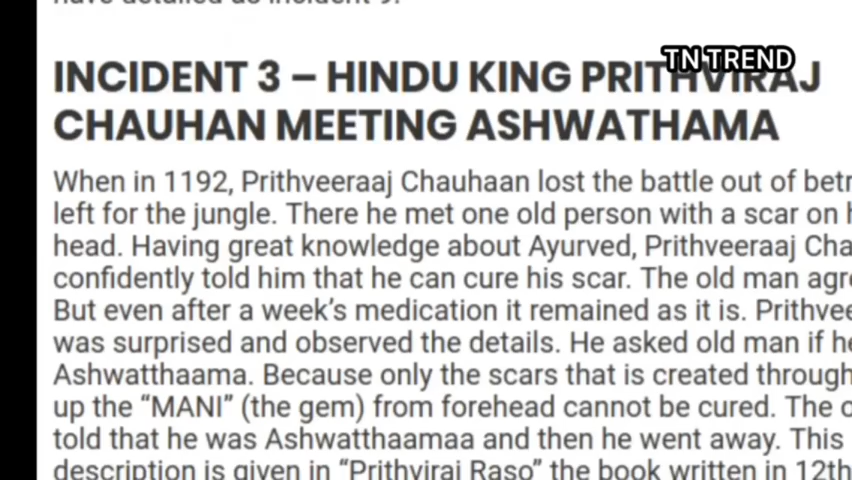 TN TREND
INCIDENT 3 – HINDU KING PRITHVIRAJ
CHAUHAN MEETING ASHWATHAMA
When in 1192, Prithveeraaj Chauhaan lost the battle out of
left for the jungle. There he met one old person with a scar on
head. Having great knowledge about Ayurved, Prithveeraaj
confidently told him that he can cure his scar. The old man
But even after a week's medication it remained as it is.
was surprised and observed the details. He asked old man if
Ashwatthaama. Because only the scars that is created through
up the “MANI” (the gem) from forehead cannot be cured. The
told that he was Ashwatthaamaa and then he went away. This
description is given in “Prithviraj Raso” the book written in 12th